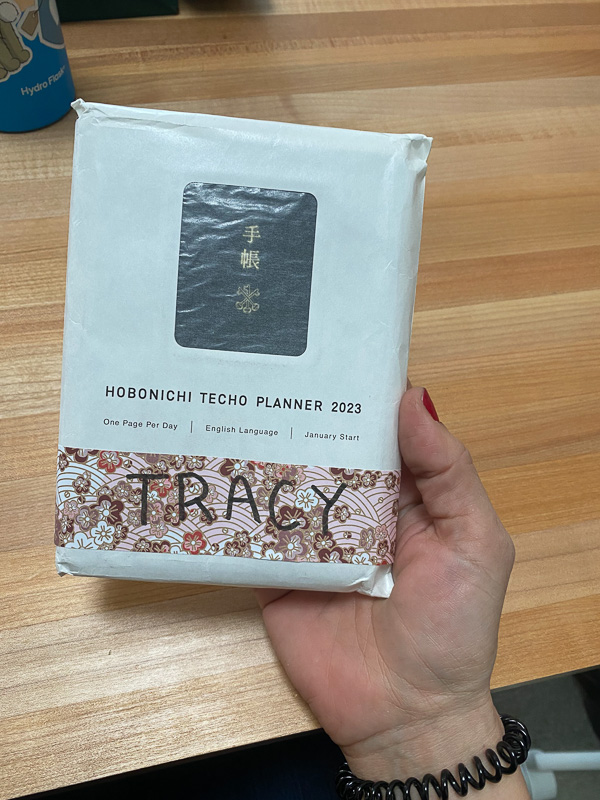 Hydro Flask
手
帳
HOBONICHI TECHO PLANNER 2023
One Page Per Day | English Language | January Start
TRACY